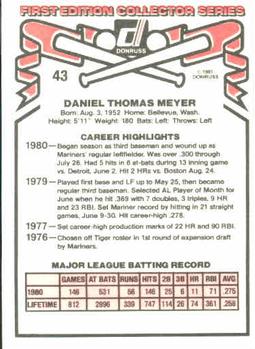 FIRST EDITION COLLECTOR SERIES
DONRUSS
43
© 1981
DONRUSS
DANIEL THOMAS MEYER
Born: Aug. 3, 1952 Home: Bellevue, Wash.
Height: 5'11" Weight: 180 Bats: Left: Throws: Left
CAREER HIGHLIGHTS
1980—Began season as third baseman and wound up as
Mariners' regular leftfielder. Was over .300 through
July 26. Had 5 hits in 6 at-bats during 13 inning game
vs. Detroit, June 2. Hit 2 HRs vs. Boston Aug. 24.
1979—Played first base and LF up to May 25, then became
Mariners third baseman. Selected AL Player of Month for
June when he hit .369 with 7 doubles, 3 triples, 9 HR
and 23 RBI. Set Mariner record by hitting in 21 straight
games, June 9-30. Hit career-high .278.
1977—Set career-high production marks of 22 HR and 90 RBI.
1976—Chosen off Tiger roster in 1st round of expansion draft
by Mariners.
MAJOR LEAGUE BATTING RECORD
GAMES AT BATS RUNS HITS 2B 3B HR RBI AVG
1980 146 531 56 146 25 6 11 71 .275
LIFETIME 812 2896 339 747 114 26 74 361 .258